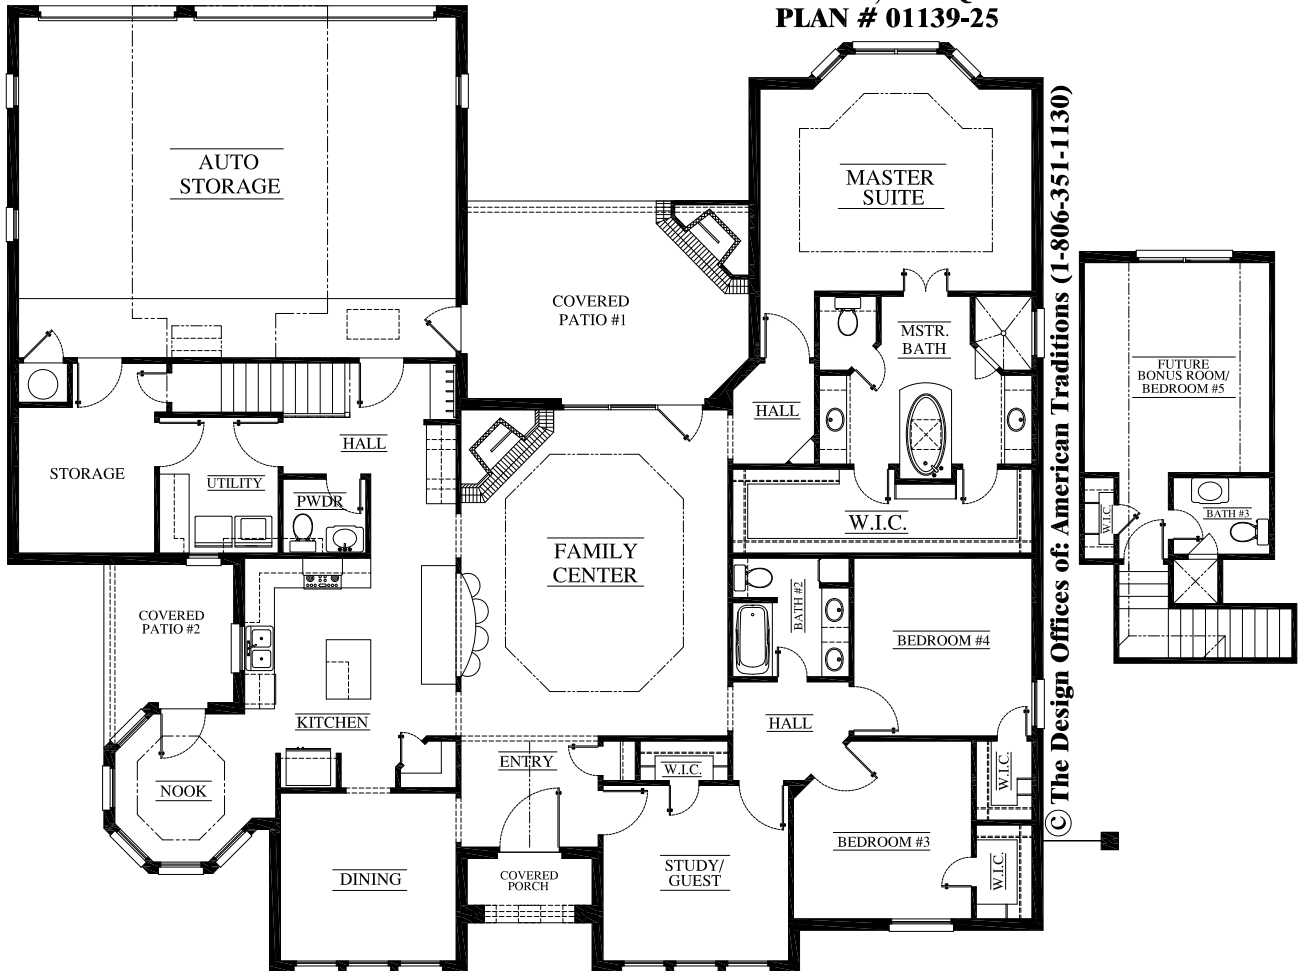 PLAN # 01139-25
AUTO
STORAGE
MASTER
SUITE
COVERED
PATIO #1
MSTR.
BATH
FUTURE
BONUS ROOM/
BEDROOM #5
HALL
HALL
STORAGE
UTILITY
PWDR
W.I.C.
W.I.C.
BATH #3
FAMILY
CENTER
COVERED
PATIO #2
BATH #2
BEDROOM #4
KITCHEN
HALL
ENTRY
W.I.C.
W.I.C.
NOOK
BEDROOM #3
DINING
COVERED
PORCH
STUDY/
GUEST
W.I.C.
© The Design Offices of: American Traditions (1-806-351-1130)